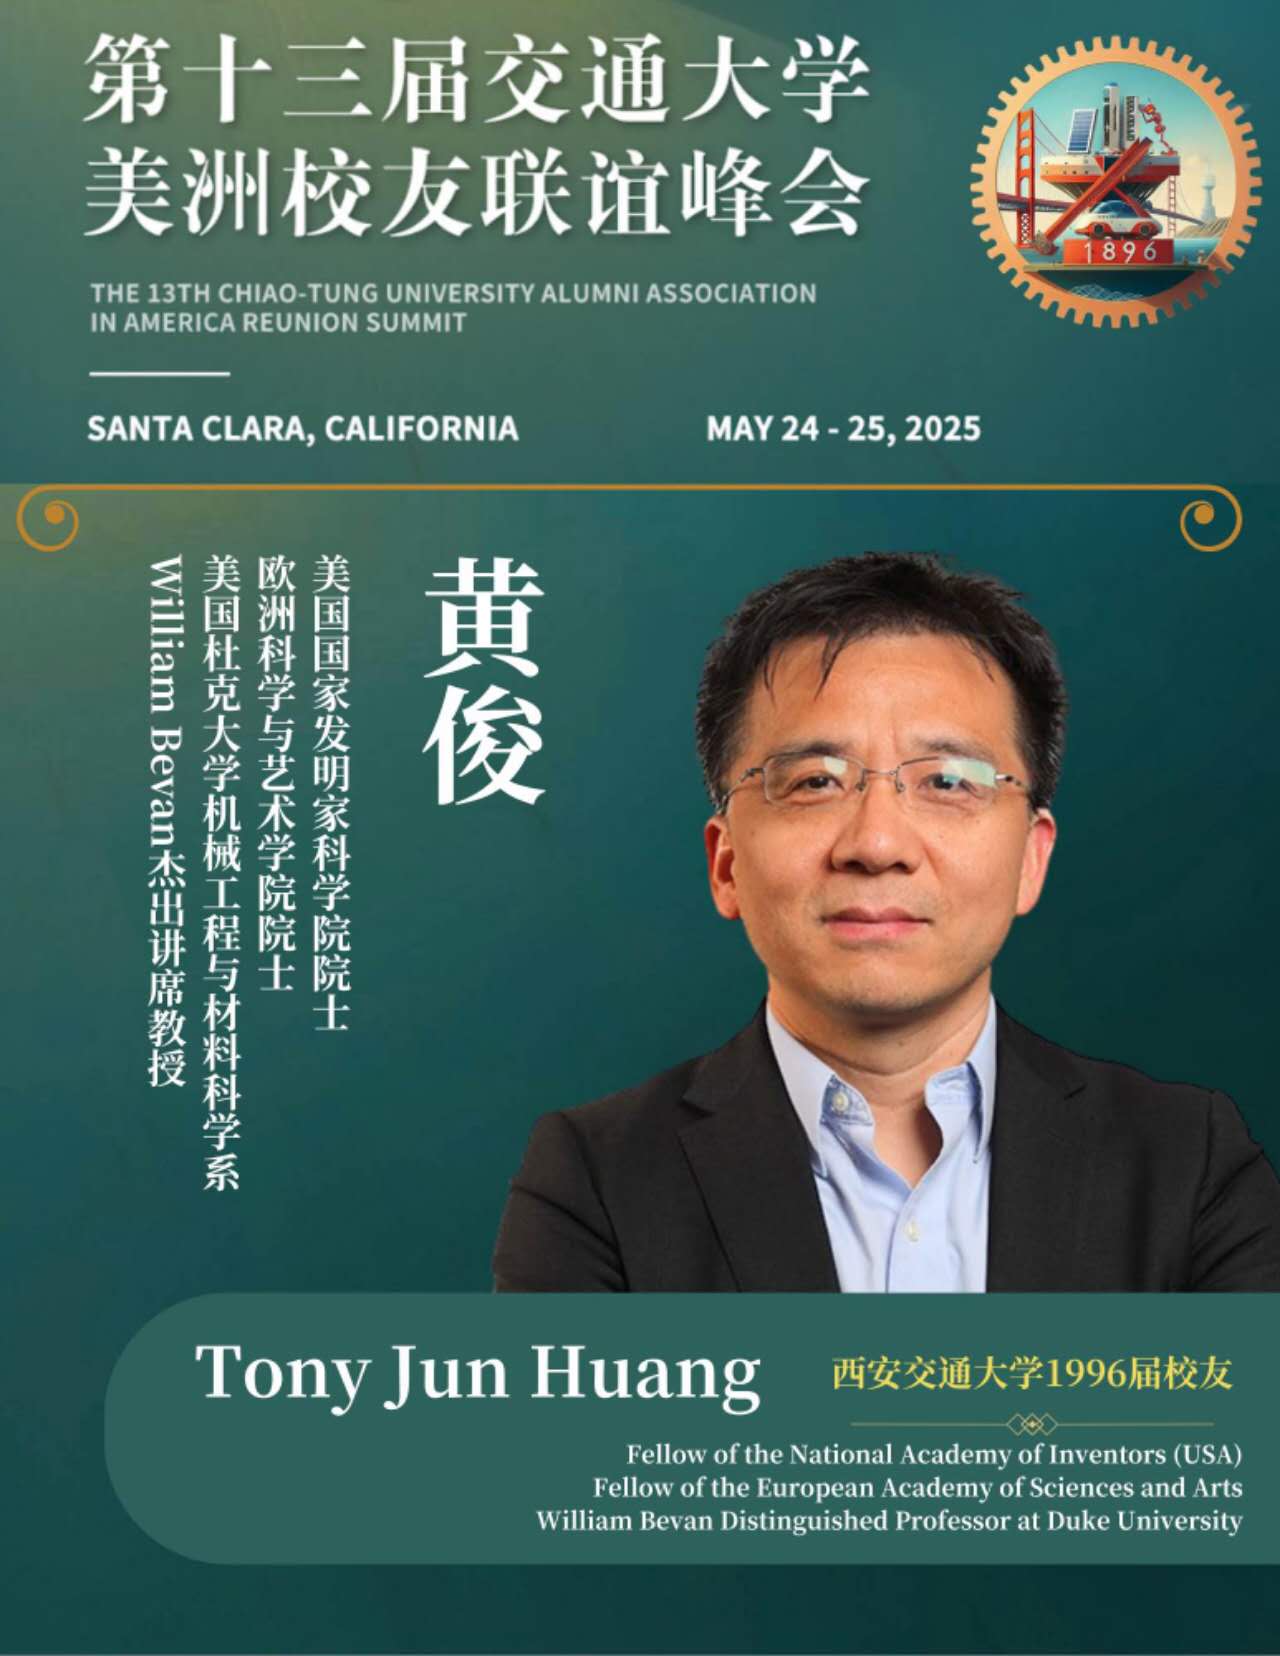 第十三届交通大学
美洲校友联谊峰会
THE 13TH CHIAO-TUNG UNIVERSITY ALUMNI ASSOCIATION
IN AMERICA REUNION SUMMIT
SANTA CLARA, CALIFORNIA
MAY 24 - 25, 2025
1896
黄俊
美国国家发明家科学院院士
欧洲科学与艺术学院院士
美国杜克大学机械工程与材料科学系
William Bevan杰出讲席教授
Tony Jun Huang
西安交通大学1996届校友
Fellow of the National Academy of Inventors (USA)
Fellow of the European Academy of Sciences and Arts
William Bevan Distinguished Professor at Duke University